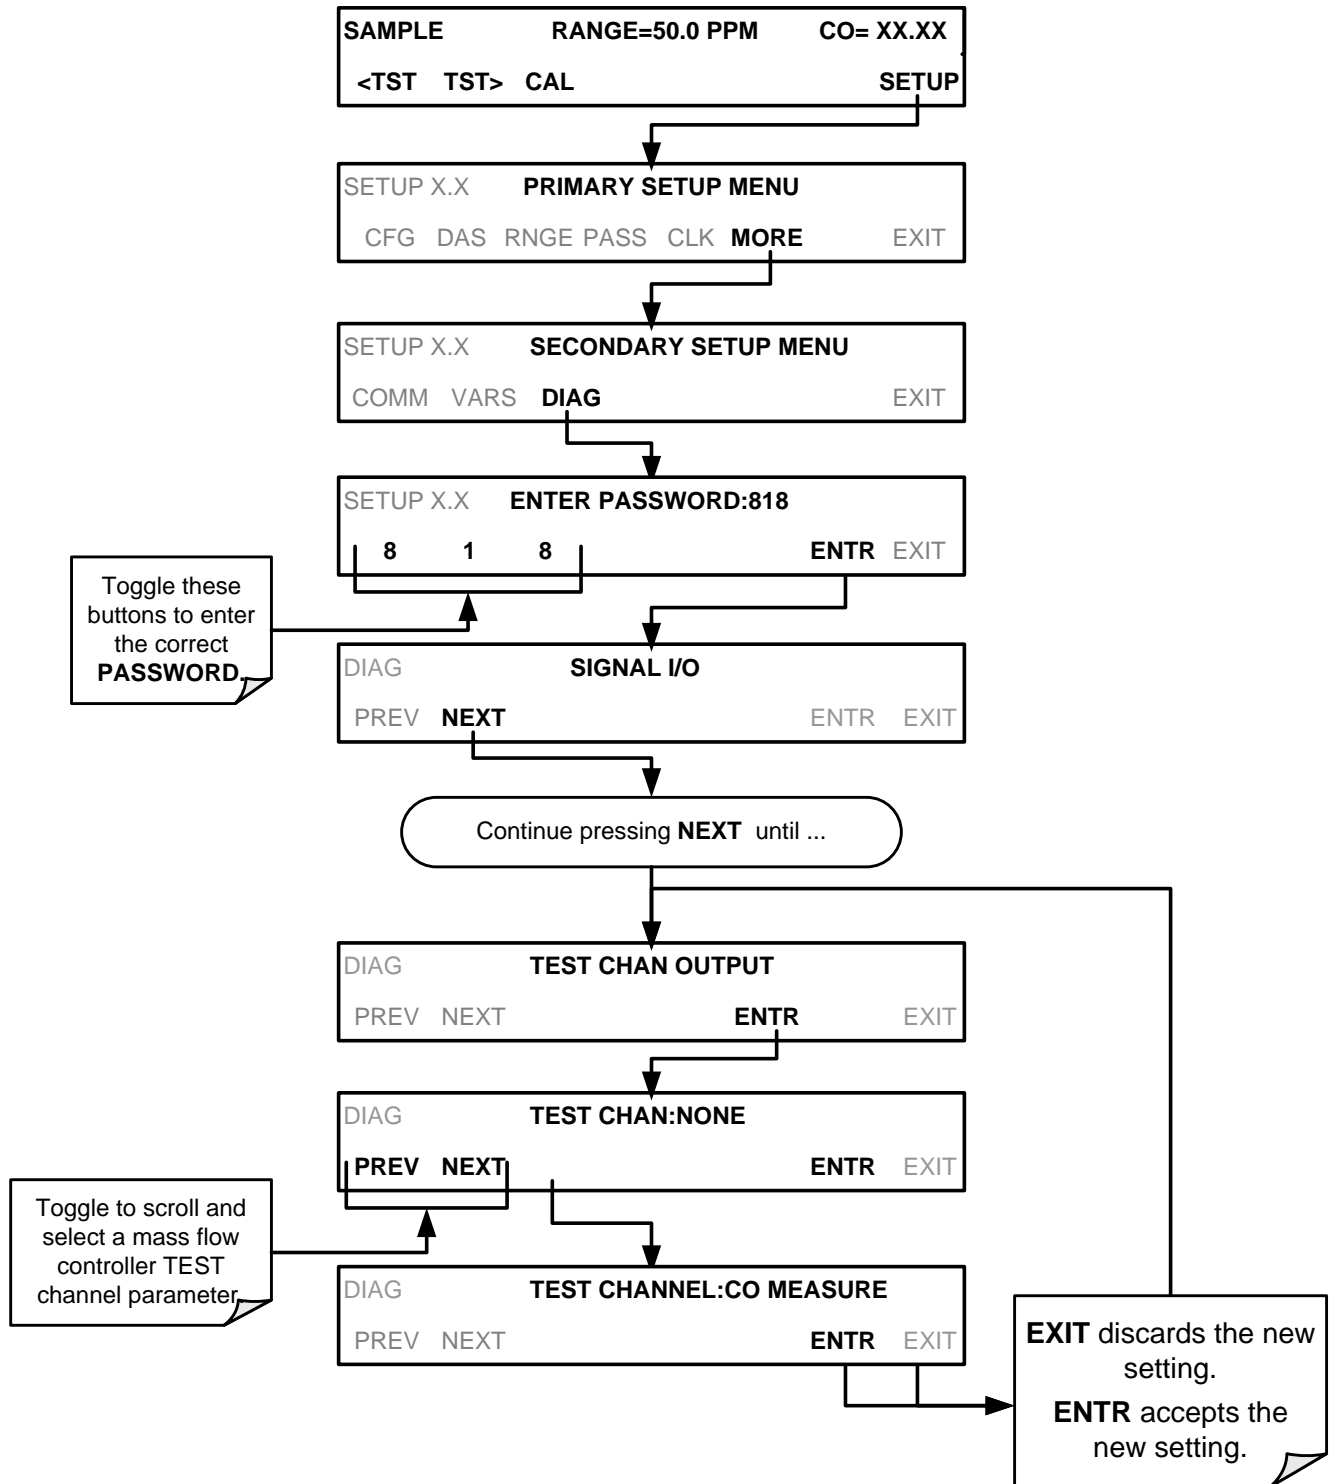 SAMPLE RANGE=50.0 PPM CO= XX.XX
<TST TST> CAL SETUP
SETUP X.X PRIMARY SETUP MENU
CFG DAS RNGE PASS CLK MORE EXIT
SETUP X.X SECONDARY SETUP MENU
COMM VARS DIAG EXIT
SETUP X.X ENTER PASSWORD:818
8 1 8 ENTR EXIT
Toggle these
buttons to enter
the correct
PASSWORD.
DIAG SIGNAL I/O
PREV NEXT ENTR EXIT
Continue pressing NEXT until ...
DIAG TEST CHAN OUTPUT
PREV NEXT ENTR EXIT
DIAG TEST CHAN:NONE
PREV NEXT ENTR EXIT
Toggle to scroll and
select a mass flow
controller TEST
channel parameter.
DIAG TEST CHANNEL:CO MEASURE
PREV NEXT ENTR EXIT
EXIT discards the new
setting.
ENTR accepts the
new setting.